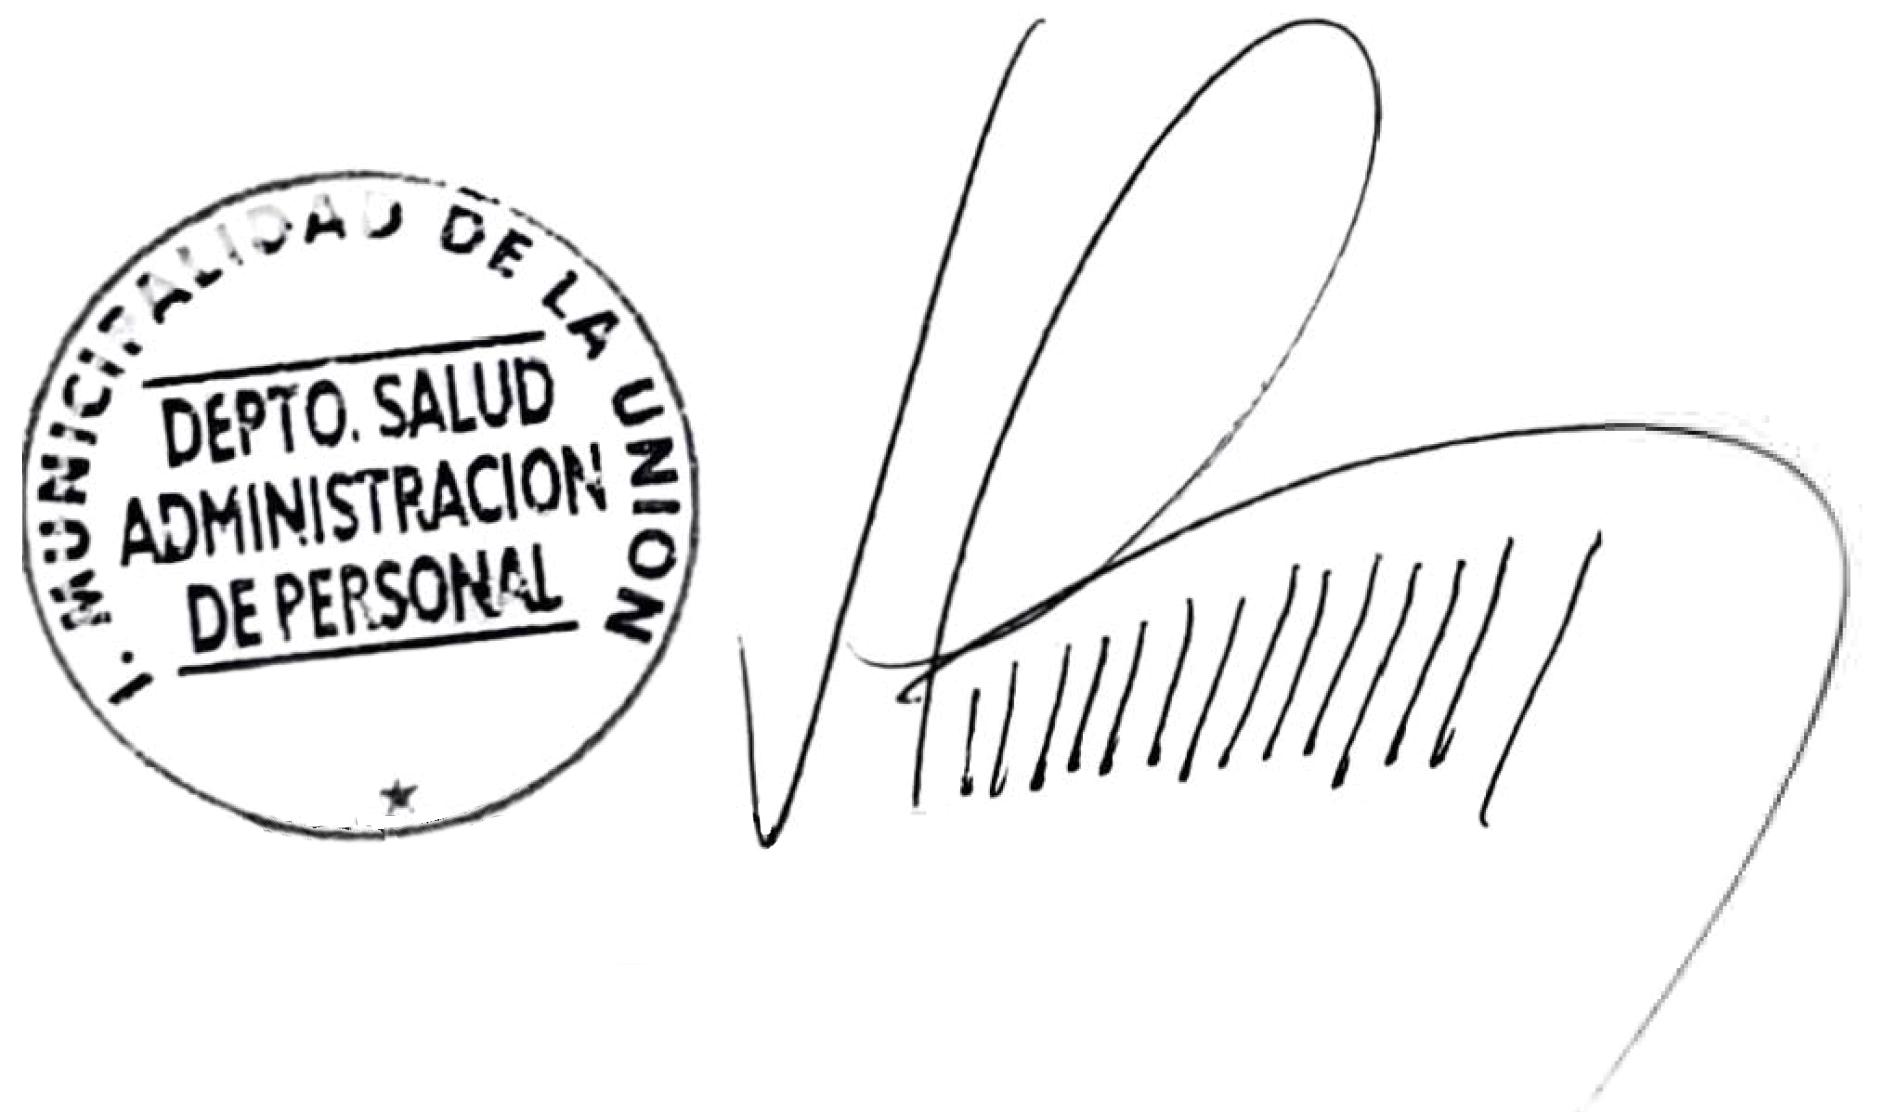 I. MUNICIPALIDAD DE LA UNION
DEPTO. SALUD
ADMINISTRACION
DE PERSONAL